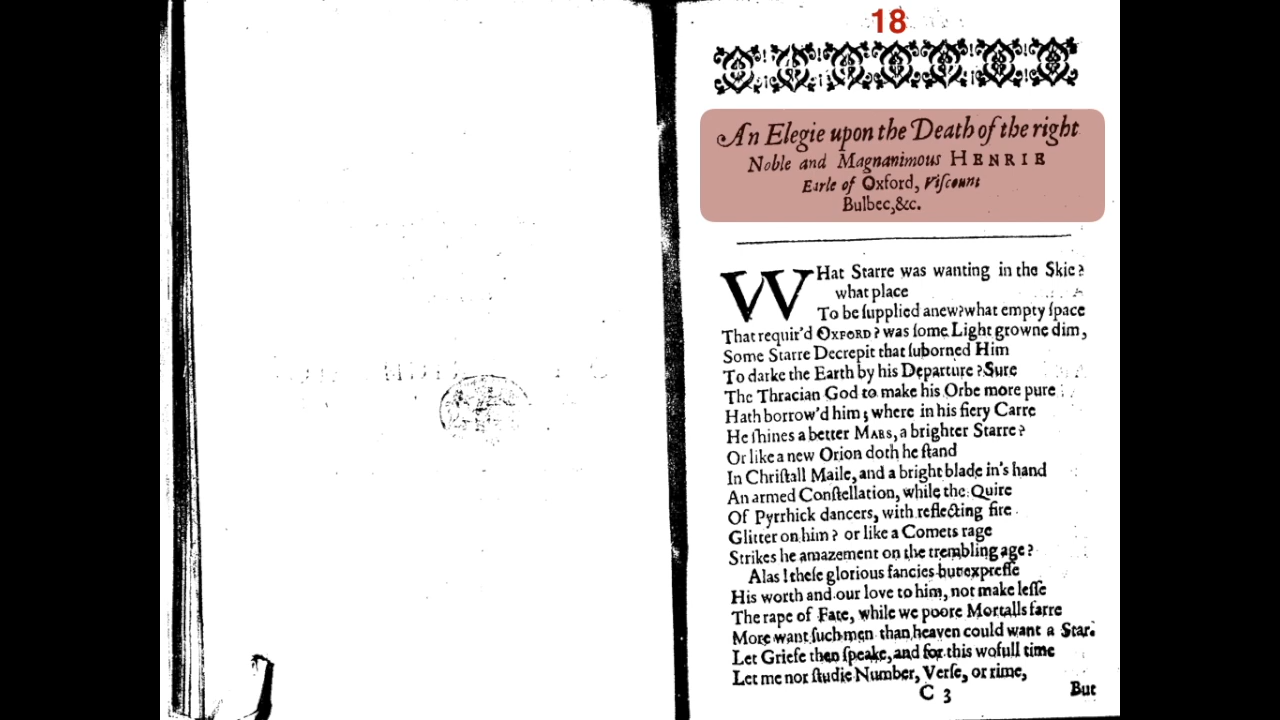 18
An Elegie upon the Death of the right
Noble and Magnanimous HENRIE
Earle of Oxford, Viſcount
Bulbec,&c.
WHat Starre was wanting in the Skie?
what place
To be ſupplied anew?what empty ſpace
That requir'd OXFORD? was ſome Light growne dim,
Some Starre Decrepit that ſuborned Him
To darke the Earth by his Departure?Sure
The Thracian God to make his Orbe more pure
Hath borrow'd him; where in his fiery Carre
He ſhines a better MARS, a brighter Starre?
Or like a new Orion doth he ſtand
In Chriſtall Maile, and a bright blade in's hand
An armed Conſtellation, while the Quire
Of Pyrrhick dancers, with reflecting fire
Glitter on him? or like a Comets rage
Strikes he amazement on the trembling age?
Alas ! theſe glorious fancies but expreſſe
His worth and our love to him, not make leſſe
The rape of Fate, while we poore Mortalls farre
More want ſuch men than heaven could want a Star.
Let Griefe then ſpeake, and for this wofull time
Let me nor ſtudie Number, Verſe, or rime,
C 3
But